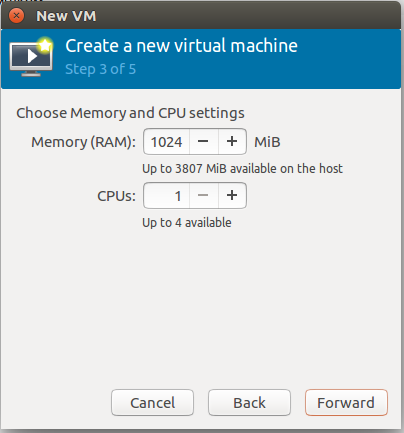 New VM
Create a new virtual machine
Step 3 of 5
Choose Memory and CPU settings
Memory (RAM): 1024 − + MiB
Up to 3807 MiB available on the host
CPUs: 1 − +
Up to 4 available
Cancel Back Forward